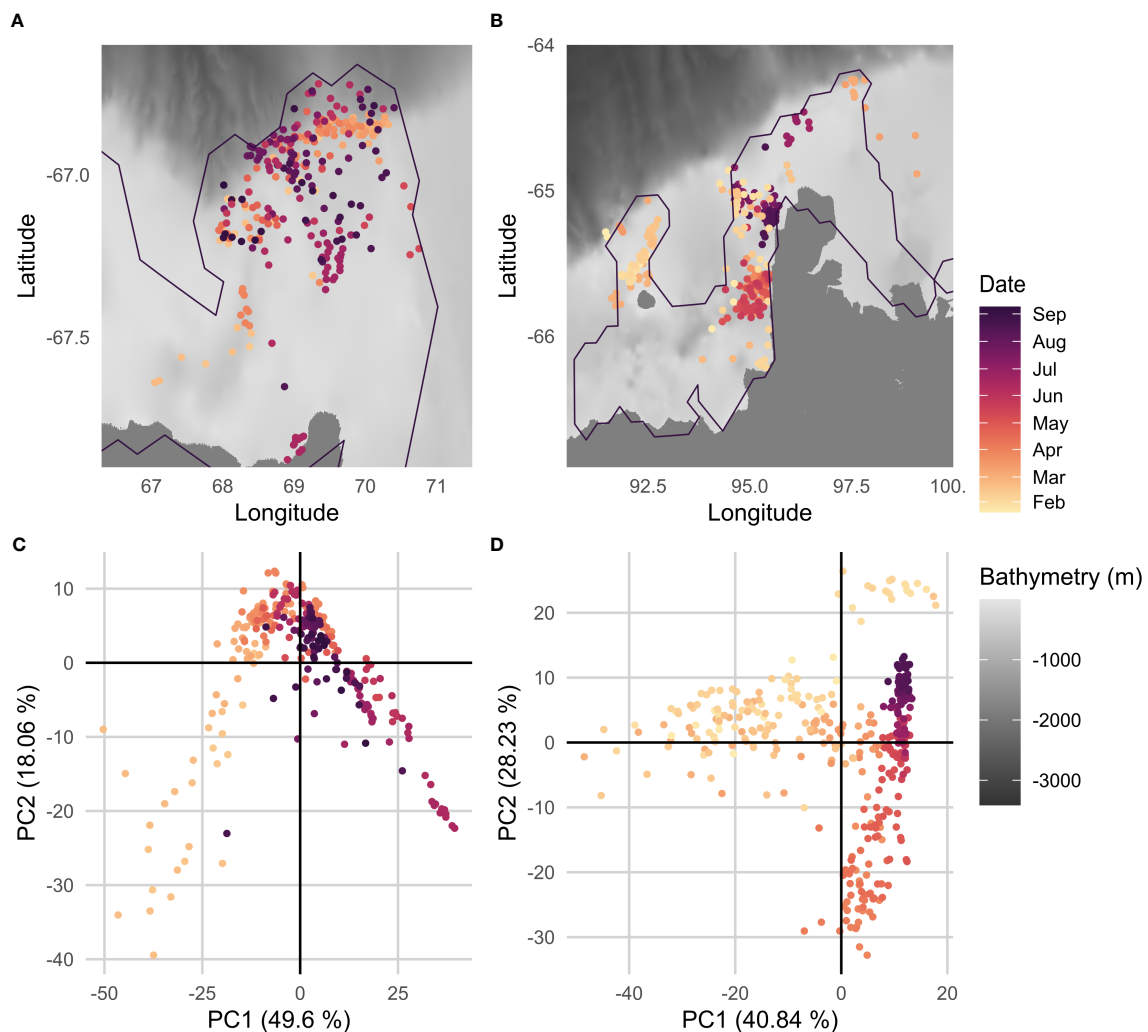 A
B
-67.0
-67.5
Latitude
67
68
69
70
71
Longitude
-64
-65
-66
Latitude
92.5
95.0
97.5
100.
Longitude
Date
Sep
Aug
Jul
Jun
May
Apr
Mar
Feb
C
D
10
0
-10
-20
-30
-40
PC2 (18.06 %)
-50
-25
0
25
PC1 (49.6 %)
20
10
0
-10
-20
-30
PC2 (28.23 %)
-40
-20
0
20
PC1 (40.84 %)
Bathymetry (m)
-1000
-2000
-3000